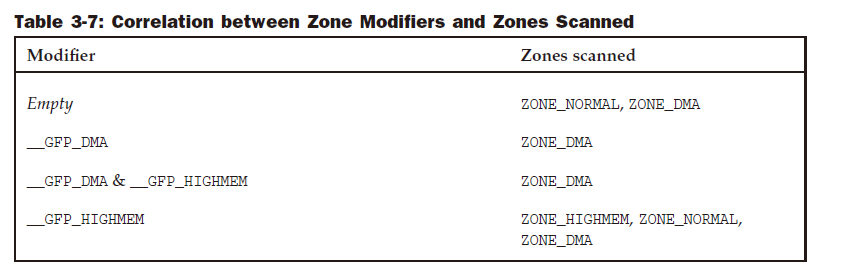 Table 3-7: Correlation between Zone Modifiers and Zones Scanned
Modifier Zones scanned
Empty ZONE_NORMAL, ZONE_DMA
__GFP_DMA ZONE_DMA
__GFP_DMA & __GFP_HIGHMEM ZONE_DMA
__GFP_HIGHMEM ZONE_HIGHMEM, ZONE_NORMAL,
ZONE_DMA